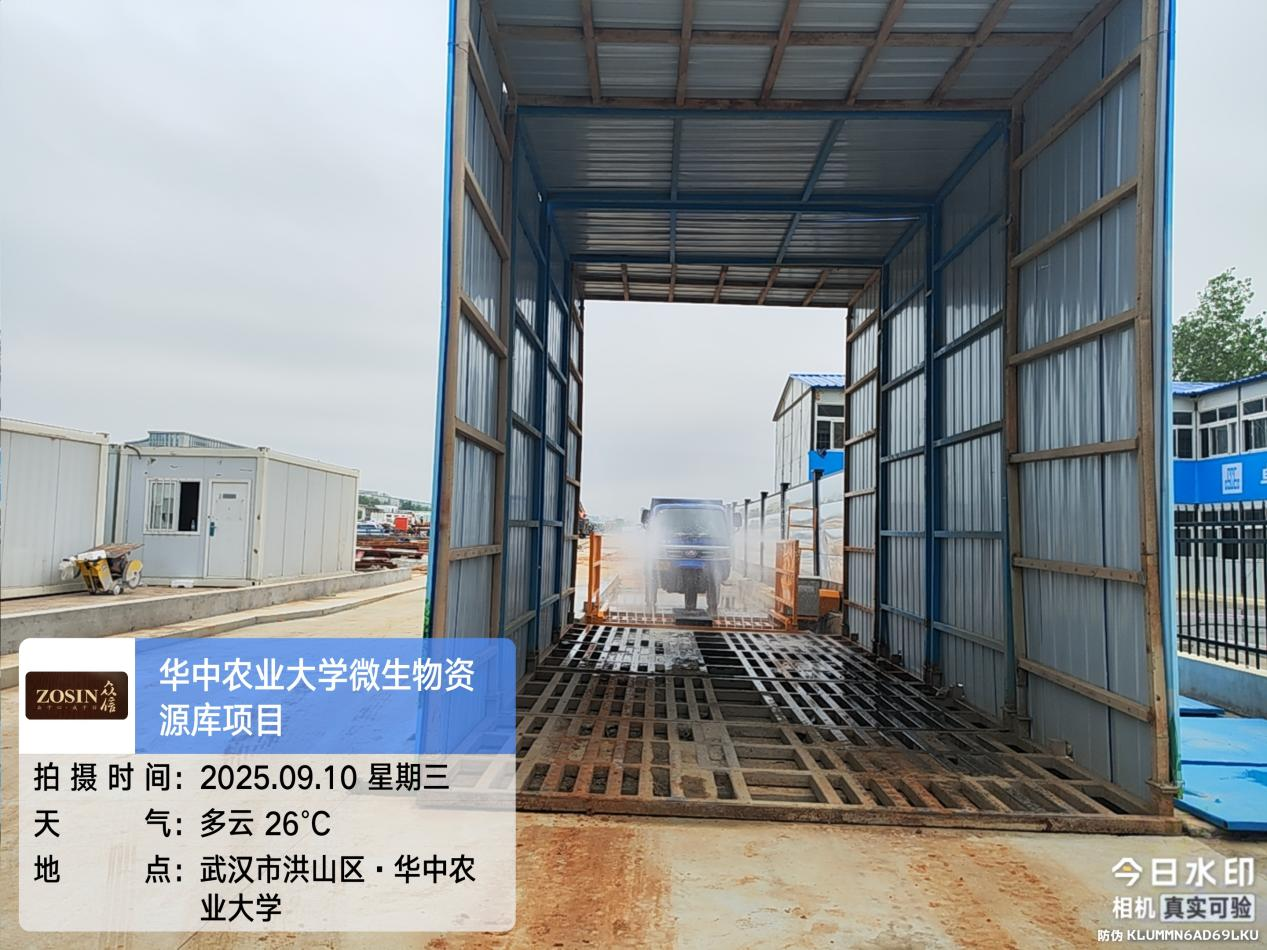 ZOSIN 众信
华中农业大学微生物资
源库项目
拍摄时间：2025.09.10 星期三
天气：多云 26℃
地点：武汉市洪山区·华中农
业大学
今日水印
相机 真实可验
防伪 KLUMMN6AD69LKU